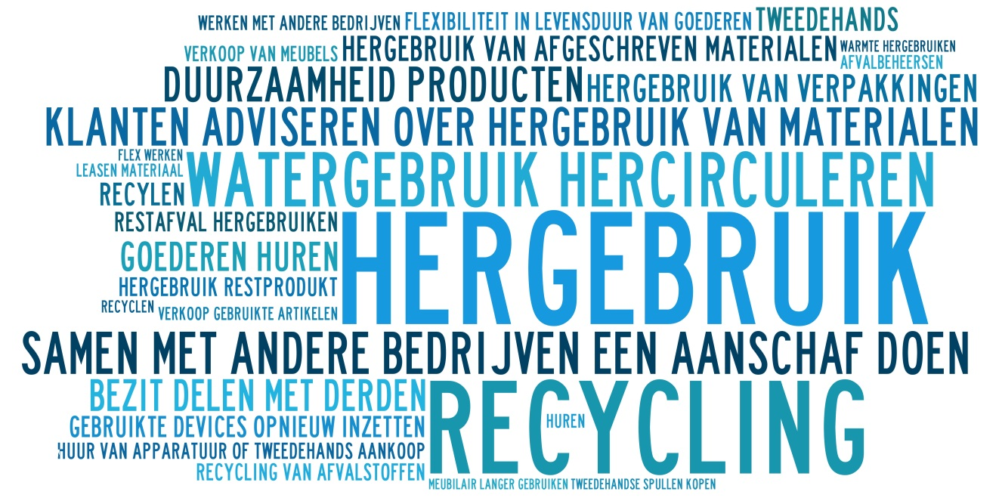 WERKEN MET ANDERE BEDRIJVEN
FLEXIBILITEIT IN LEVENSDUUR VAN GOEDEREN
TWEEDEHANDS
VERKOOP VAN MEUBELS
HERGEBRUIK VAN AFGESCHREVEN MATERIALEN
WARMTE HERGEBRUIKEN
AFVALBEHEERSEN
DUURZAAMHEID PRODUCTEN
HERGEBRUIK VAN VERPAKKINGEN
KLANTEN ADVISEREN OVER HERGEBRUIK VAN MATERIALEN
FLEX WERKEN
LEASEN MATERIAAL
RECYLEN
WATERGEBRUIK HERCIRCULEREN
RESTAFVAL HERGEBRUIKEN
GOEDEREN HUREN
HERGEBRUIK RESTPRODUKT
RECYCLEN
VERKOOP GEBRUIKTE ARTIKELEN
HERGEBRUIK
SAMEN MET ANDERE BEDRIJVEN EEN AANSCHAF DOEN
BEZIT DELEN MET DERDEN
GEBRUIKTE DEVICES OPNIEUW INZETTEN
HUUR VAN APPARATUUR OF TWEEDEHANDS AANKOOP
RECYCLING VAN AFVALSTOFFEN
RECYCLING
HUREN
MEUBILAIR LANGER GEBRUIKEN
TWEEDEHANDSE SPULLEN KOPEN